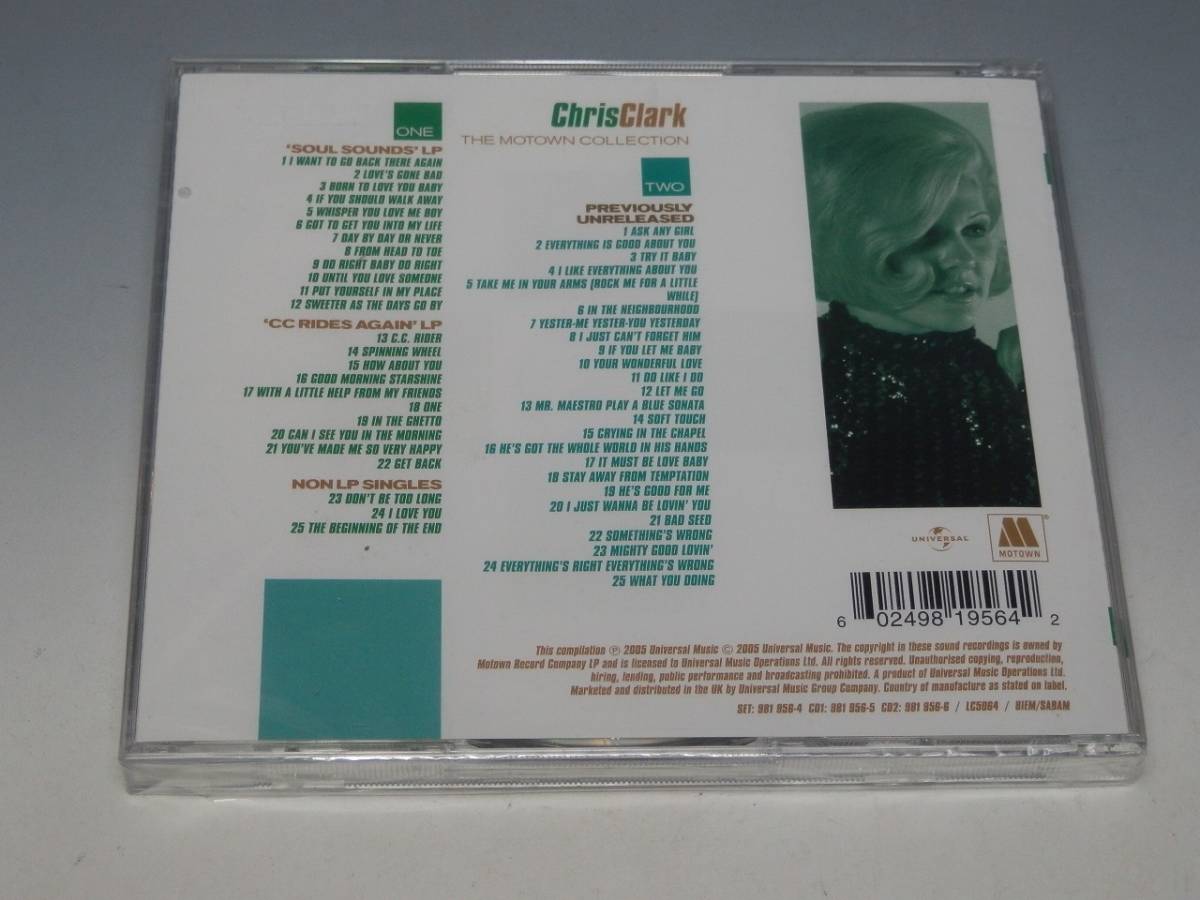 ONE
'SOUL SOUNDS' LP
1 I WANT TO GO BACK THERE AGAIN
2 LOVE'S GONE BAD
3 BORN TO LOVE YOU BABY
4 IF YOU SHOULD WALK AWAY
5 WHISPER YOU LOVE ME BOY
6 GOT TO GET YOU INTO MY LIFE
7 DAY BY DAY OR NEVER
8 FROM HEAD TO TOE
9 DO RIGHT BABY DO RIGHT
10 UNTIL YOU LOVE SOMEONE
11 PUT YOURSELF IN MY PLACE
12 SWEETER AS THE DAYS GO BY
'CC RIDES AGAIN' LP
13 C.C. RIDER
14 SPINNING WHEEL
15 HOW ABOUT YOU
16 GOOD MORNING STARSHINE
17 WITH A LITTLE HELP FROM MY FRIENDS
18 ONE
19 IN THE GHETTO
20 CAN I SEE YOU IN THE MORNING
21 YOU'VE MADE ME SO VERY HAPPY
22 GET BACK
NON LP SINGLES
23 DON'T BE TOO LONG
24 I LOVE YOU
25 THE BEGINNING OF THE END
ChrisClark
THE MOTOWN COLLECTION
TWO
PREVIOUSLY
UNRELEASED
1 ASK ANY GIRL
2 EVERYTHING IS GOOD ABOUT YOU
3 TRY IT BABY
4 I LIKE EVERYTHING ABOUT YOU
5 TAKE ME IN YOUR ARMS (ROCK ME FOR A LITTLE
WHILE)
6 IN THE NEIGHBOURHOOD
7 YESTER-ME YESTER-YOU YESTERDAY
8 I JUST CAN'T FORGET HIM
9 IF YOU LET ME BABY
10 YOUR WONDERFUL LOVE
11 DO LIKE I DO
12 LET ME GO
13 MR. MAESTRO PLAY A BLUE SONATA
14 SOFT TOUCH
15 CRYING IN THE CHAPEL
16 HE'S GOT THE WHOLE WORLD IN HIS HANDS
17 IT MUST BE LOVE BABY
18 STAY AWAY FROM TEMPTATION
19 HE'S GOOD FOR ME
20 I JUST WANNA BE LOVIN' YOU
21 BAD SEED
22 SOMETHING'S WRONG
23 MIGHTY GOOD LOVIN'
24 EVERYTHING'S RIGHT EVERYTHING'S WRONG
25 WHAT YOU DOING
UNIVERSAL
MOTOWN
6 02498 19564 2
This compilation ℗ 2005 Universal Music © 2005 Universal Music. The copyright in these sound recordings is owned by
Motown Record Company LP and is licensed to Universal Music Operations Ltd. All rights reserved. Unauthorised copying, reproduction,
hiring, lending, public performance and broadcasting prohibited. A product of Universal Music Operations Ltd.
Marketed and distributed in the UK by Universal Music Group Company. Country of manufacture as stated on label.
SET: 981 956-4 CD1: 981 956-5 CD2: 981 956-6 / LC5064 / BIEM/SABAM